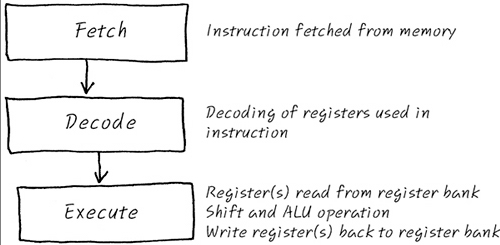 Fetch
Instruction fetched from memory
Decode
Decoding of registers used in
instruction
Execute
Register(s) read from register bank
Shift and ALU operation
Write register(s) back to register bank